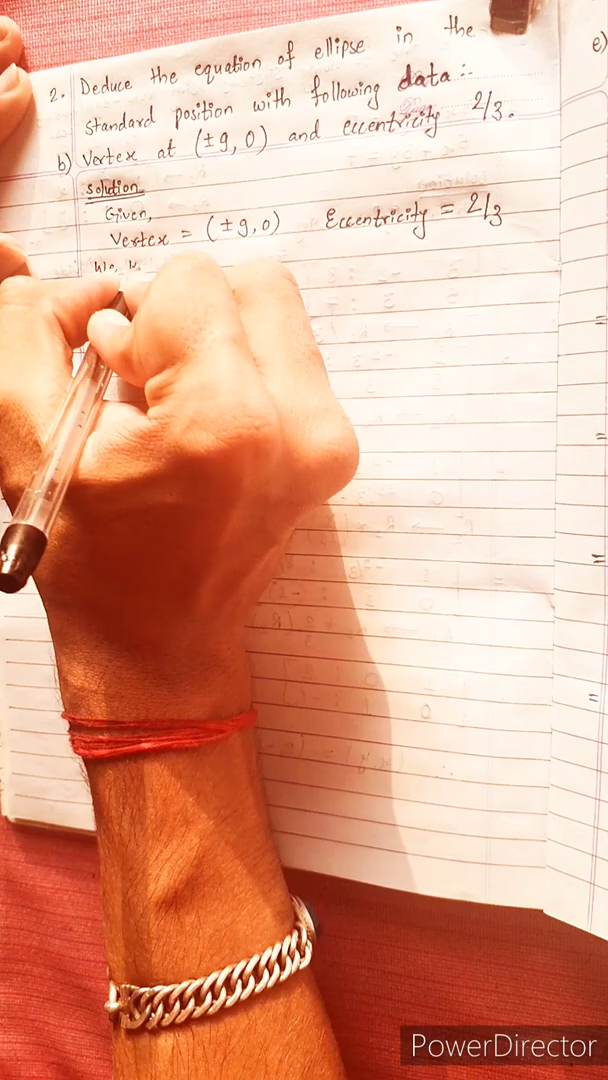 2. Deduce the equation of ellipse in the
standard position with following data :-
b) Vertex at (±9, 0) and eccentricity 2/3.
solution
Given,
Vertex = (±9,0) Eccentricity = 2/3
We
e)
PowerDirector